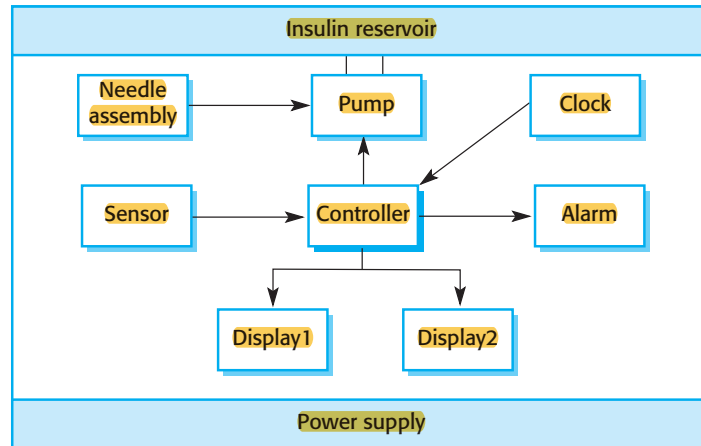 Insulin reservoir
Needle
assembly
Pump
Clock
Sensor
Controller
Alarm
Display1
Display2
Power supply